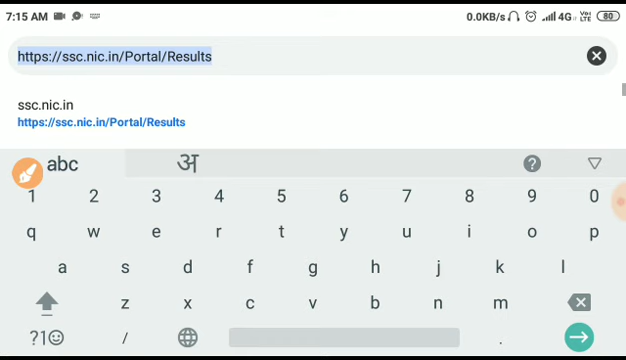 7:15 AM 0.0KB/s 4G VoLTE 80
https://ssc.nic.in/Portal/Results
ssc.nic.in
https://ssc.nic.in/Portal/Results
abc अ ?
1 2 3 4 5 6 7 8 9 0
q w e r t y u i o p
a s d f g h j k l
z x c v b n m
?1 / .